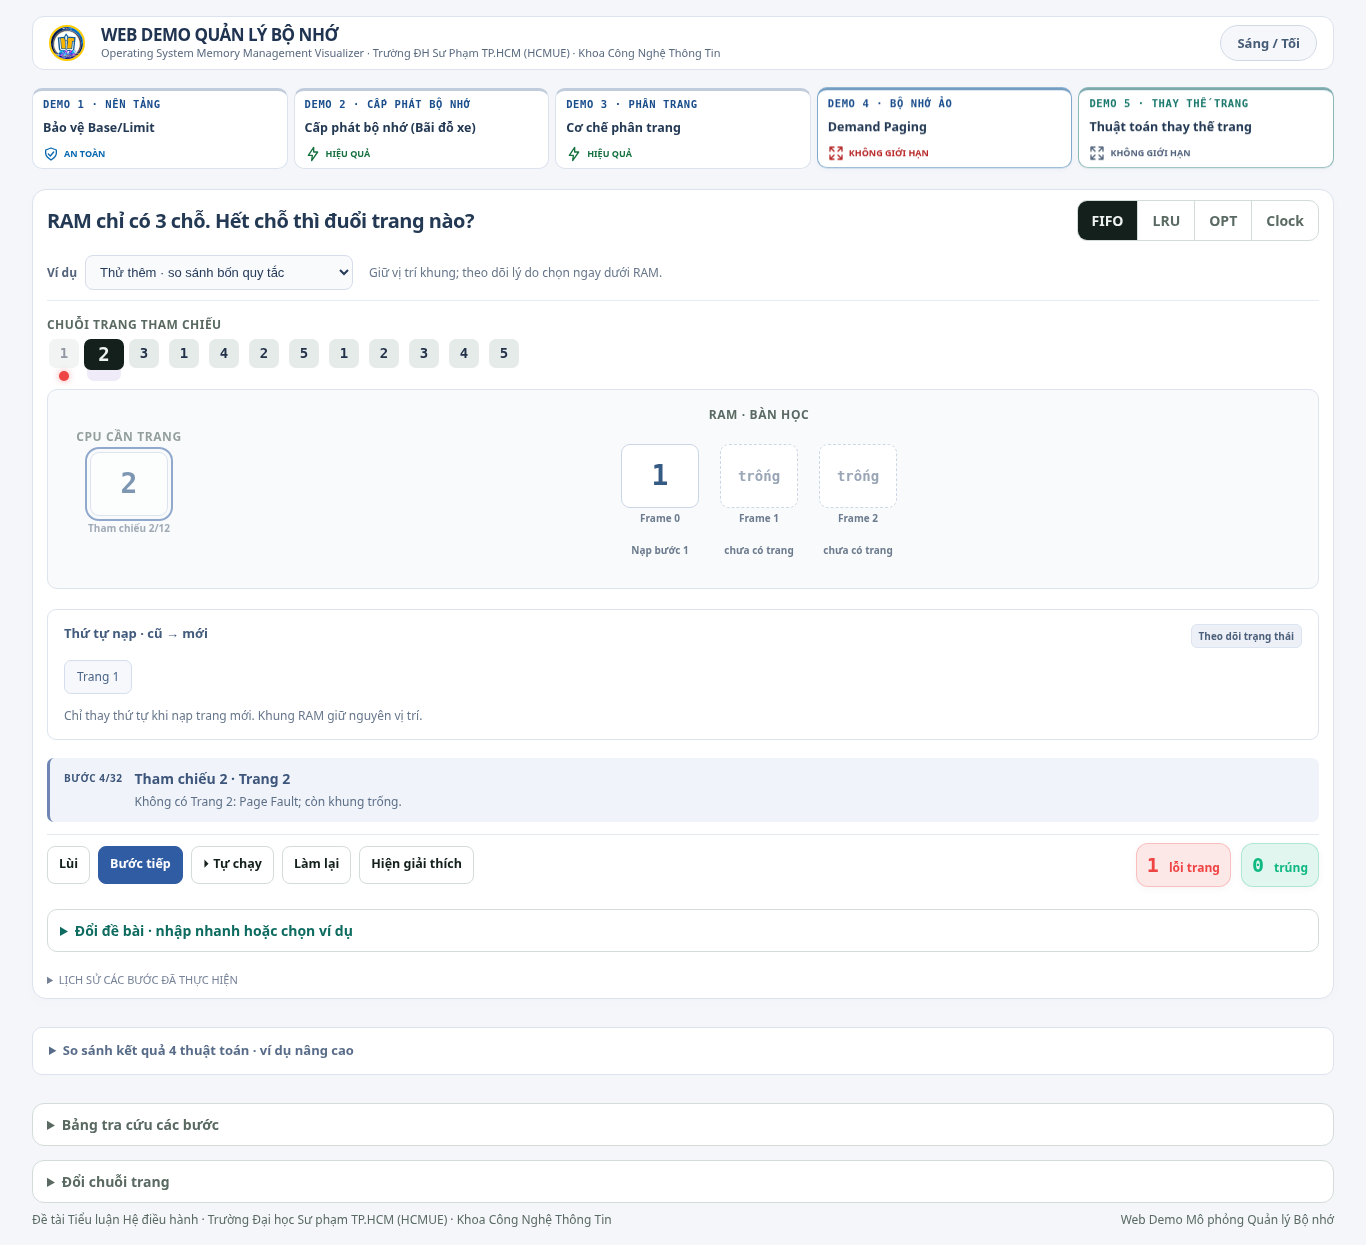 WEB DEMO QUẢN LÝ BỘ NHỚ
Operating System Memory Management Visualizer · Trường ĐH Sư Phạm TP.HCM (HCMUE) · Khoa Công Nghệ Thông Tin
Sáng / Tối
DEMO 1 · NỀN TẢNG
Bảo vệ Base/Limit
AN TOÀN
DEMO 2 · CẤP PHÁT BỘ NHỚ
Cấp phát bộ nhớ (Bãi đỗ xe)
HIỆU QUẢ
DEMO 3 · PHÂN TRANG
Cơ chế phân trang
HIỆU QUẢ
DEMO 4 · BỘ NHỚ ẢO
Demand Paging
KHÔNG GIỚI HẠN
DEMO 5 · THAY THẾ TRANG
Thuật toán thay thế trang
KHÔNG GIỚI HẠN
RAM chỉ có 3 chỗ. Hết chỗ thì đuổi trang nào?
FIFO LRU OPT Clock
Ví dụ Thử thêm · so sánh bốn quy tắc Giữ vị trí khung; theo dõi lý do chọn ngay dưới RAM.
CHUỖI TRANG THAM CHIẾU
1 2 3 1 4 2 5 1 2 3 4 5
CPU CẦN TRANG
2
Tham chiếu 2/12
RAM · BÀN HỌC
1 trống trống
Frame 0 Frame 1 Frame 2
Nạp bước 1 chưa có trang chưa có trang
Thứ tự nạp · cũ → mới
Theo dõi trạng thái
Trang 1
Chỉ thay thứ tự khi nạp trang mới. Khung RAM giữ nguyên vị trí.
BƯỚC 4/32 Tham chiếu 2 · Trang 2
Không có Trang 2: Page Fault; còn khung trống.
Lùi Bước tiếp Tự chạy Làm lại Hiện giải thích
1 lỗi trang 0 trúng
Đổi đề bài · nhập nhanh hoặc chọn ví dụ
LỊCH SỬ CÁC BƯỚC ĐÃ THỰC HIỆN
So sánh kết quả 4 thuật toán · ví dụ nâng cao
Bảng tra cứu các bước
Đổi chuỗi trang
Đề tài Tiểu luận Hệ điều hành · Trường Đại học Sư phạm TP.HCM (HCMUE) · Khoa Công Nghệ Thông Tin
Web Demo Mô phỏng Quản lý Bộ nhớ